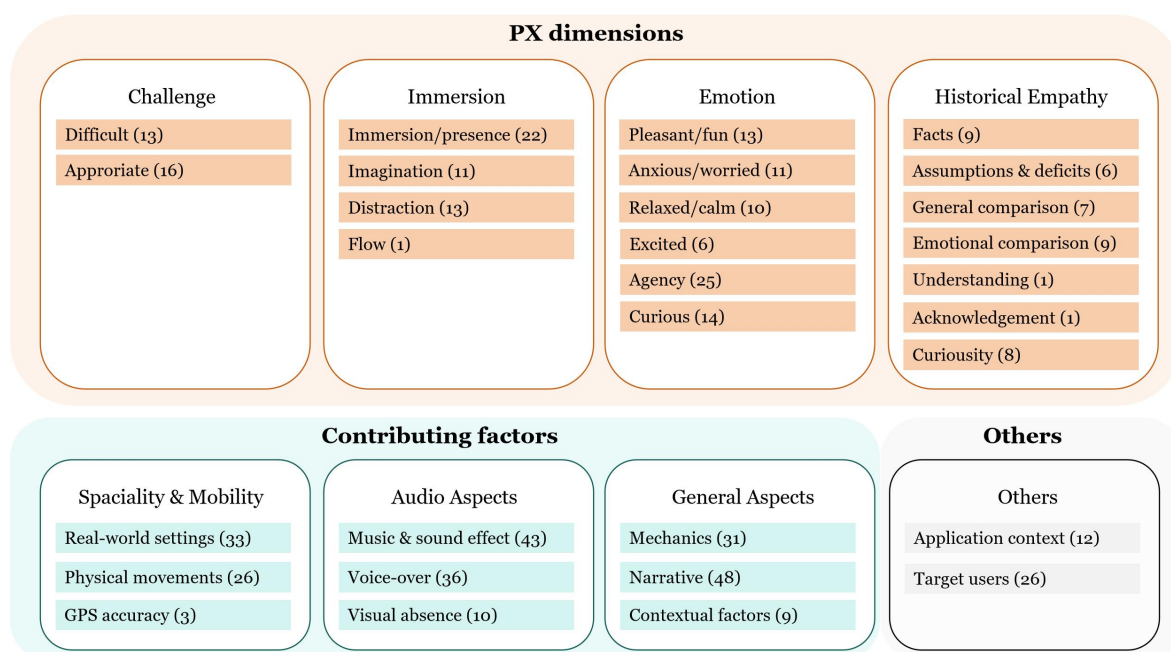 PX dimensions
Challenge
Difficult (13)
Approriate (16)
Immersion
Immersion/presence (22)
Imagination (11)
Distraction (13)
Flow (1)
Emotion
Pleasant/fun (13)
Anxious/worried (11)
Relaxed/calm (10)
Excited (6)
Agency (25)
Curious (14)
Historical Empathy
Facts (9)
Assumptions & deficits (6)
General comparison (7)
Emotional comparison (9)
Understanding (1)
Acknowledgement (1)
Curiousity (8)
Contributing factors
Spaciality & Mobility
Real-world settings (33)
Physical movements (26)
GPS accuracy (3)
Audio Aspects
Music & sound effect (43)
Voice-over (36)
Visual absence (10)
General Aspects
Mechanics (31)
Narrative (48)
Contextual factors (9)
Others
Others
Application context (12)
Target users (26)